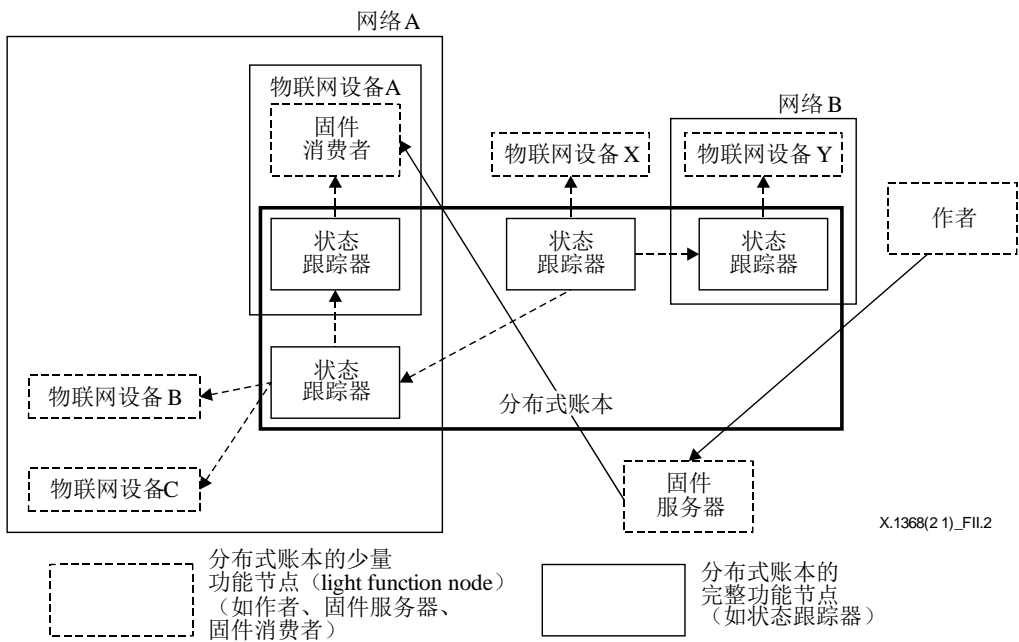 网络A
物联网设备A
固件
消费者
网络 B
物联网设备 X
物联网设备 Y
作者
状态
跟踪器
状态
跟踪器
状态
跟踪器
状态
跟踪器
物联网设备 B
分布式账本
物联网设备C
固件
服务器
X.1368(2 1)_FII.2
分布式账本的少量
功能节点（light function node）
（如作者、固件服务器、
固件消费者）
分布式账本的
完整功能节点
（如状态跟踪器）